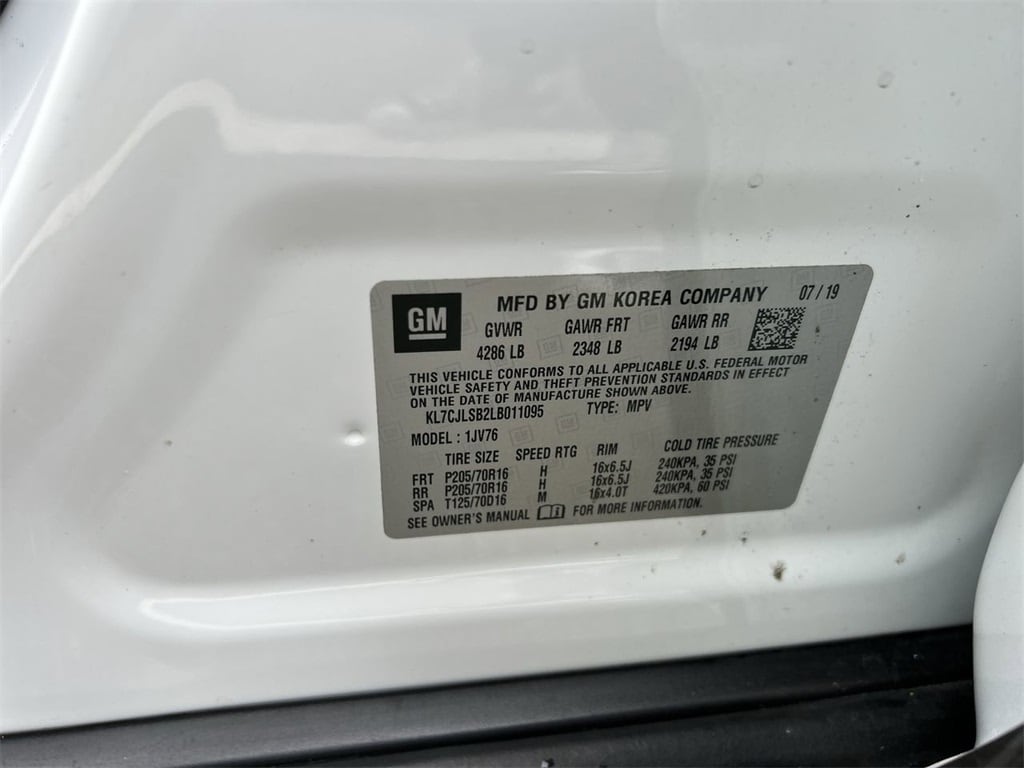 GM
MFD BY GM KOREA COMPANY 07 / 19
GVWR GAWR FRT GAWR RR
4286 LB 2348 LB 2194 LB
THIS VEHICLE CONFORMS TO ALL APPLICABLE U.S. FEDERAL MOTOR
VEHICLE SAFETY AND THEFT PREVENTION STANDARDS IN EFFECT
ON THE DATE OF MANUFACTURE SHOWN ABOVE.
KL7CJLSB2LB011095 TYPE: MPV
MODEL : 1JV76
TIRE SIZE SPEED RTG RIM COLD TIRE PRESSURE
FRT P205/70R16 H 16x6.5J 240KPA, 35 PSI
RR P205/70R16 H 16x6.5J 240KPA, 35 PSI
SPA T125/70D16 M 16x4.0T 420KPA, 60 PSI
SEE OWNER'S MANUAL FOR MORE INFORMATION.